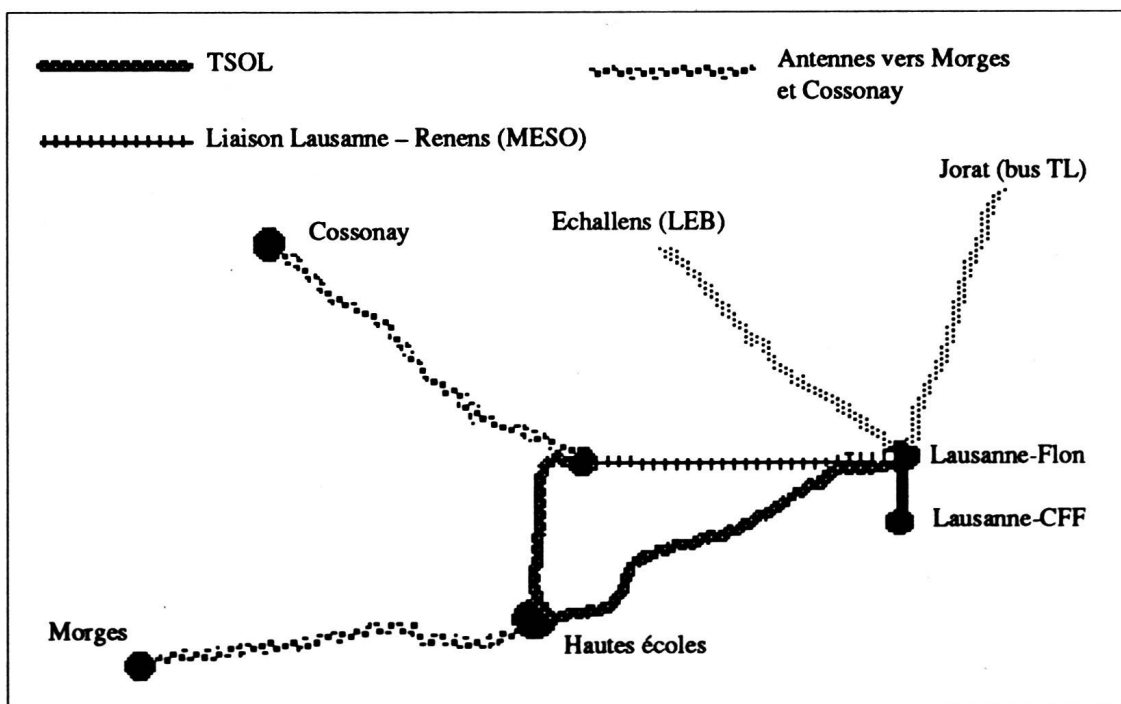 TSOL
Antennes vers Morges
et Cossonay
Liaison Lausanne – Renens (MESO)
Jorat (bus TL)
Echallens (LEB)
Cossonay
Lausanne-Flon
Lausanne-CFF
Morges
Hautes écoles